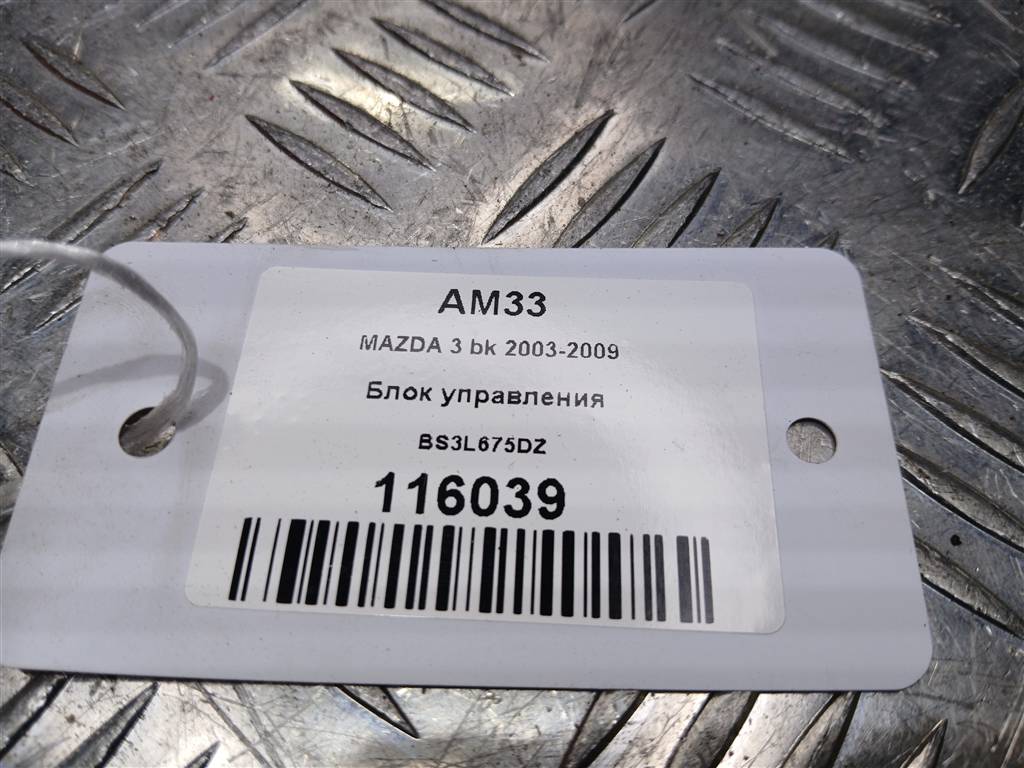 AM33
MAZDA 3 bk 2003-2009
Блок управления
BS3L675DZ
116039